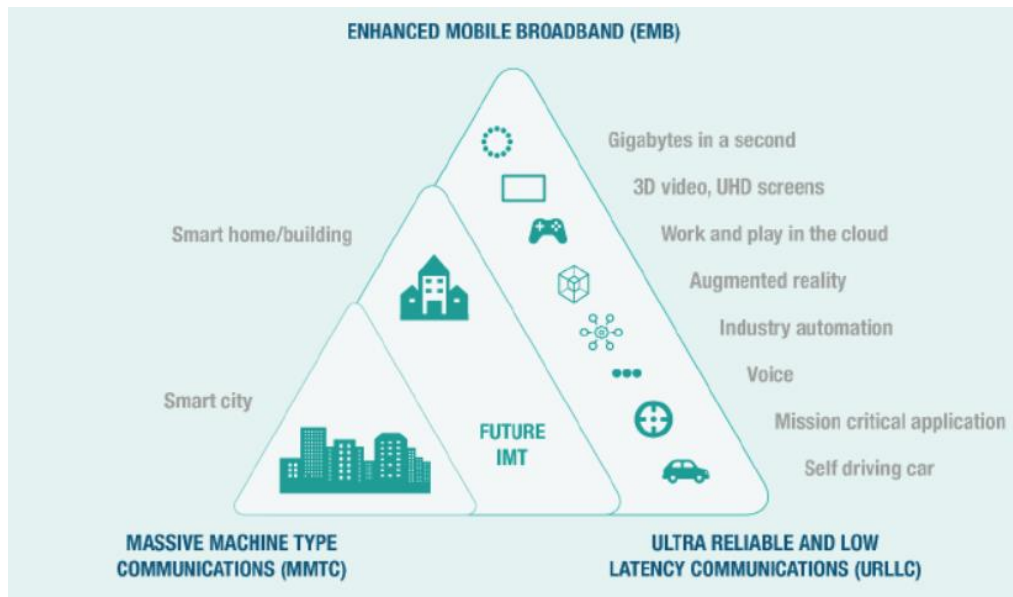 ENHANCED MOBILE BROADBAND (EMB)
Gigabytes in a second
3D video, UHD screens
Smart home/building
Work and play in the cloud
Augmented reality
Industry automation
Voice
Smart city
Mission critical application
FUTURE
IMT
Self driving car
MASSIVE MACHINE TYPE
COMMUNICATIONS (MMTC)
ULTRA RELIABLE AND LOW
LATENCY COMMUNICATIONS (URLLC)